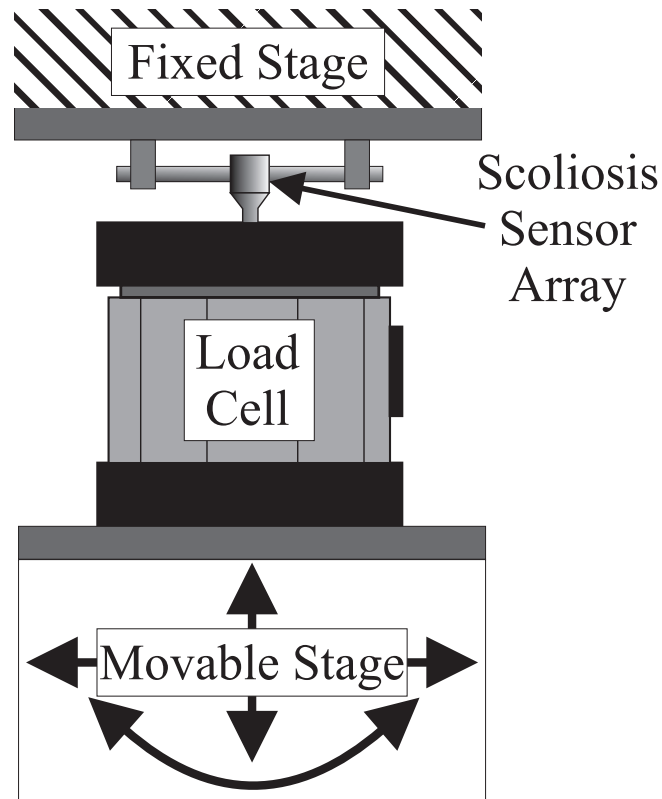 Fixed Stage
Scoliosis
Sensor
Array
Load
Cell
Movable Stage